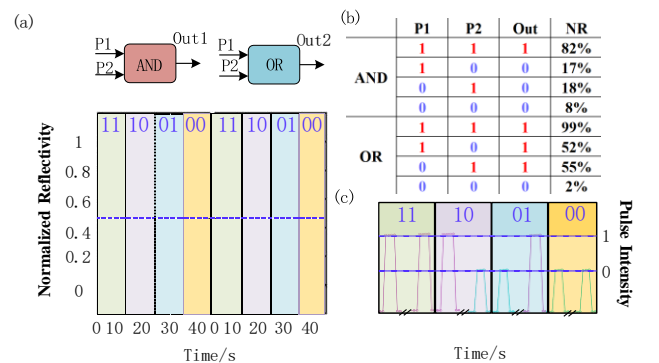 (a)
P1
P2
AND
Out1
P1
P2
OR
Out2
Normalized Reflectivity
1
0.8
0.6
0.4
0.2
0
11 10 01 00 11 10 01 00
0 10 20 30 40 0 10 20 30 40
Time/s
(b)
P1 P2 Out NR
AND
1 1 1 82%
1 0 0 17%
0 1 0 18%
0 0 0 8%
OR
1 1 1 99%
1 0 1 52%
0 1 1 55%
0 0 0 2%
(c)
11 10 01 00
1
0
Pulse Intensity
Time/s